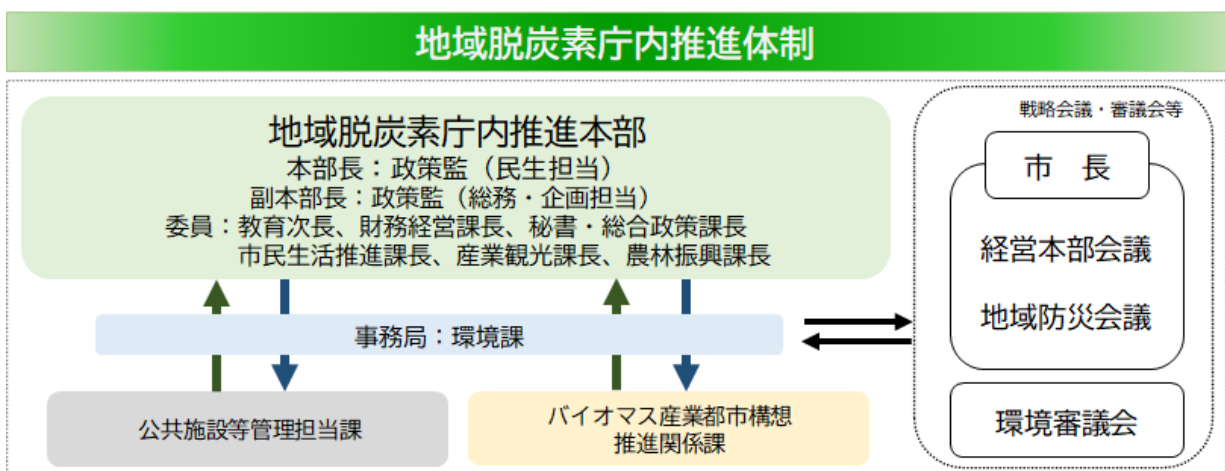 地域脱炭素庁内推進体制
地域脱炭素庁内推進本部
本部長：政策監（民生担当）
副本部長：政策監（総務・企画担当）
委員：教育次長、財務経営課長、秘書・総合政策課長
市民生活推進課長、産業観光課長、農林振興課長
事務局：環境課
公共施設等管理担当課
バイオマス産業都市構想
推進関係課
戦略会議・審議会等
市　長
経営本部会議
地域防災会議
環境審議会